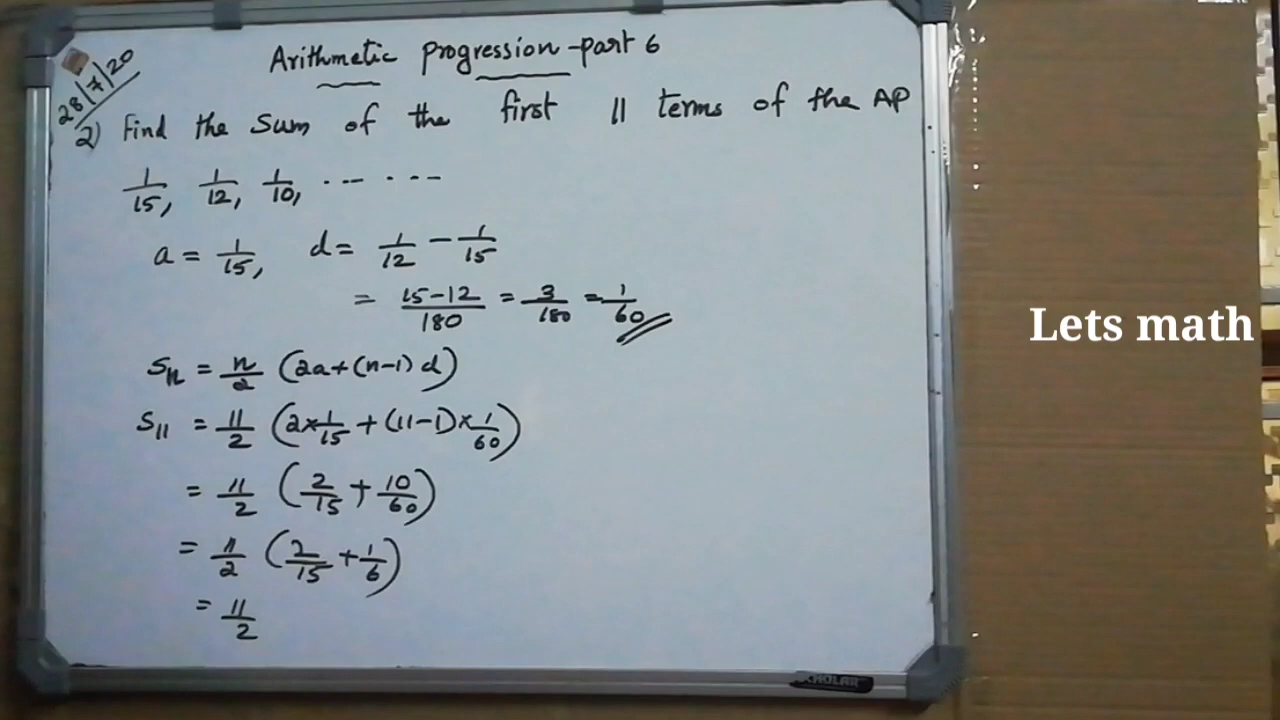 28/7/20
Arithmetic progression - part 6
2) Find the sum of the first 11 terms of the AP
1/15, 1/12, 1/10, ... ...
a = 1/15, d = 1/12 - 1/15
= (15-12)/180 = 3/180 = 1/60
Sn = n/2 (2a+(n-1)d)
S11 = 11/2 (2×1/15 + (11-1)×1/60)
= 11/2 (2/15 + 10/60)
= 11/2 (2/15 + 1/6)
= 11/2
Lets math
SCHOLAR